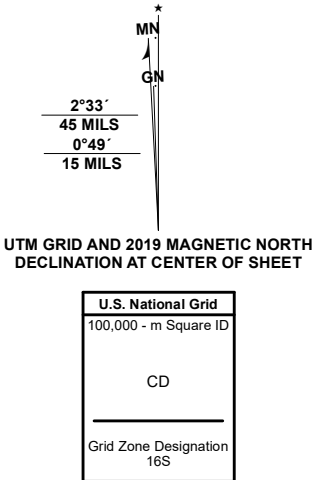 ★
MN
GN
2°33´
45 MILS
0°49´
15 MILS
UTM GRID AND 2019 MAGNETIC NORTH
DECLINATION AT CENTER OF SHEET
U.S. National Grid
100,000 - m Square ID
CD
Grid Zone Designation
16S